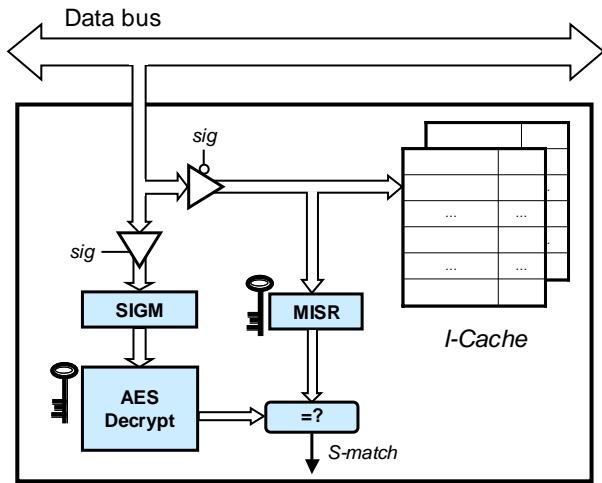 Data bus
sig
sig
... ...
... ...
SIGM
MISR
I-Cache
AES
Decrypt
=?
S-match